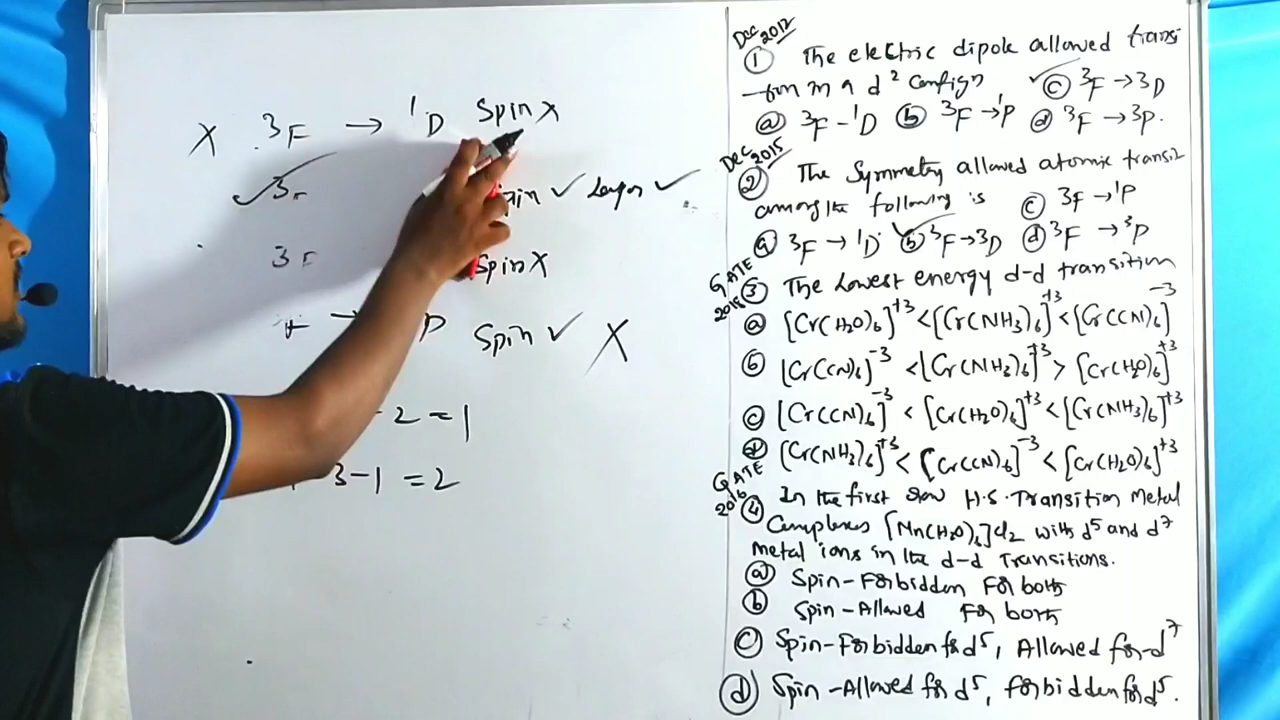 X ³F → ¹D Spin X
✓ ³F Spin ✓ Lapor ✓
³F Spin X
F → P Spin ✓ X
- 2 = 1
3 - 1 = 2
Dec 2012
① The electric dipole allowed transi
-tion in a d² Config
✓ ⓒ ³F → ³D
ⓐ ³F - ¹D ⓑ ³F → ¹P ⓓ ³F → ³P.
Dec 2015
② The Symmetry allowed atomic transit
among the following is ⓒ ³F → ¹P
ⓐ ³F → ¹D ✓ ⓑ ³F → ³D ⓓ ³F → ³P
GATE
③ The Lowest energy d-d transition
ⓐ [Cr(H₂O)₆]⁺³ < [Cr(NH₃)₆]⁺³ < [Cr(CN)₆]⁻³
ⓑ [Cr(CN)₆]⁻³ < [Cr(NH₃)₆]⁺³ > [Cr(H₂O)₆]⁺³
ⓒ [Cr(CN)₆]⁻³ < [Cr(H₂O)₆]⁺³ < [Cr(NH₃)₆]⁺³
ⓓ [Cr(NH₃)₆]⁺³ < [Cr(CN)₆]⁻³ < [Cr(H₂O)₆]⁺³
GATE 2016
④ In the first row H.S. Transition Metal
Complexes [Mn(H₂O)₆]cl₂ with d⁵ and d⁷
metal ions in the d-d Transitions.
ⓐ Spin-Forbidden For both
ⓑ Spin-Allowed For both
ⓒ Spin-Forbidden for d⁵, Allowed for-d⁷
ⓓ Spin-Allowed for d⁵, forbidden for d⁵.